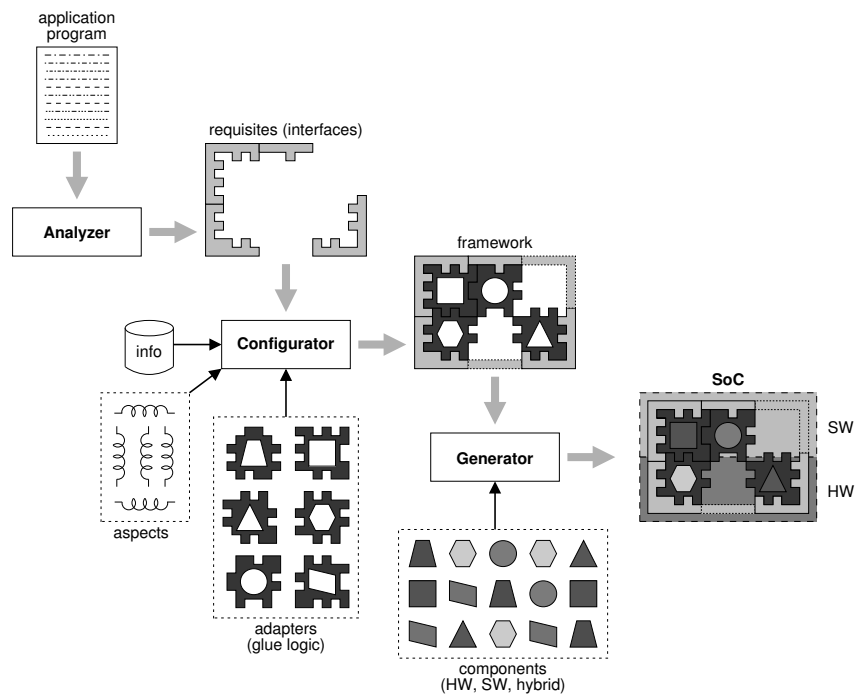 application
program
requisites (interfaces)
Analyzer
framework
info
Configurator
SoC
SW
Generator
HW
aspects
adapters
(glue logic)
components
(HW, SW, hybrid)